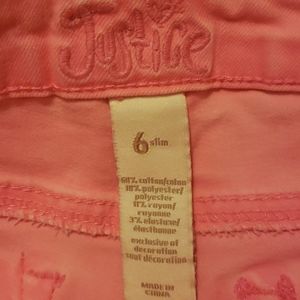 Justice
6 slim
68% cotton/coton
18% polyester/
polyester
11% rayon/
rayonne
3% elastane/
élasthanne
exclusive of
decoration
sauf décoration
MADE IN
CHINA